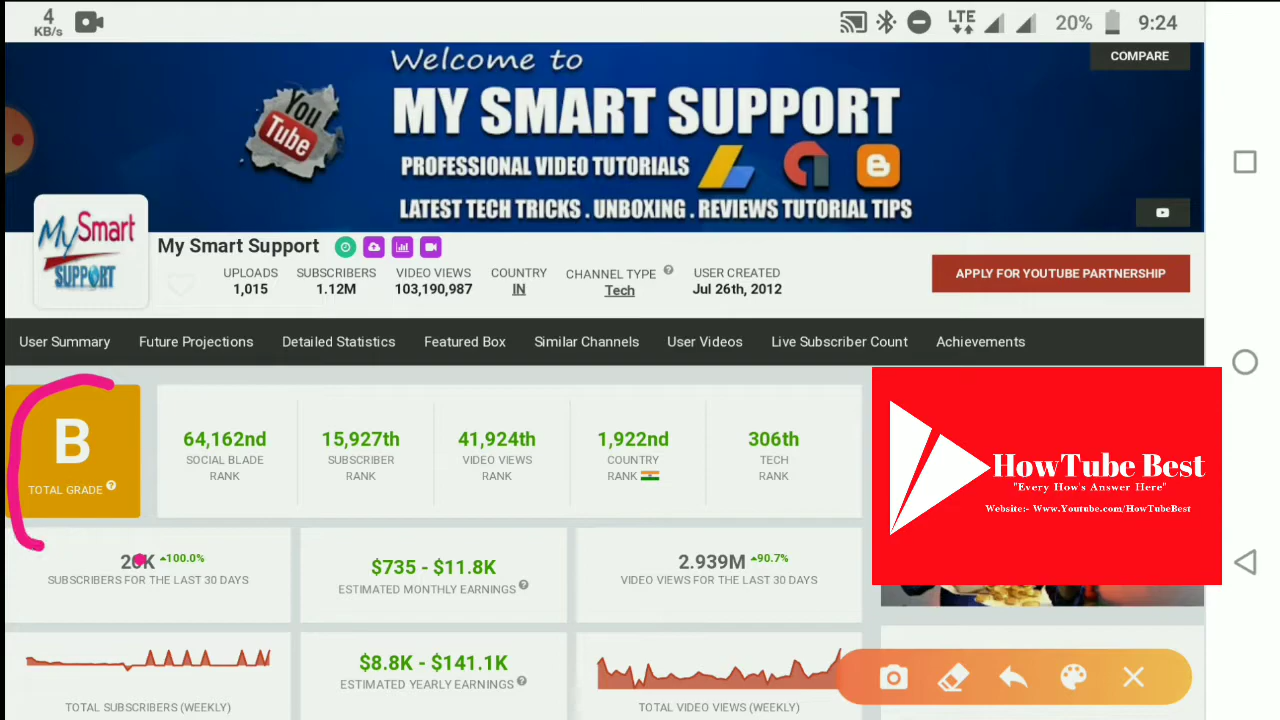 4
KB/s
LTE
20%
9:24
Welcome to
COMPARE
MY SMART SUPPORT
You
Tube
PROFESSIONAL VIDEO TUTORIALS
LATEST TECH TRICKS . UNBOXING . REVIEWS TUTORIAL TIPS
My Smart
SUPPORT
My Smart Support
UPLOADS SUBSCRIBERS VIDEO VIEWS COUNTRY CHANNEL TYPE USER CREATED
1,015 1.12M 103,190,987 IN Tech Jul 26th, 2012
APPLY FOR YOUTUBE PARTNERSHIP
User Summary Future Projections Detailed Statistics Featured Box Similar Channels User Videos Live Subscriber Count Achievements
B
TOTAL GRADE
64,162nd
SOCIAL BLADE
RANK
15,927th
SUBSCRIBER
RANK
41,924th
VIDEO VIEWS
RANK
1,922nd
COUNTRY
RANK
306th
TECH
RANK
HowTube Best
"Every How's Answer Here"
Website:- Www.Youtube.com/HowTubeBest
20K 100.0%
SUBSCRIBERS FOR THE LAST 30 DAYS
$735 - $11.8K
ESTIMATED MONTHLY EARNINGS
2.939M 90.7%
VIDEO VIEWS FOR THE LAST 30 DAYS
TOTAL SUBSCRIBERS (WEEKLY)
$8.8K - $141.1K
ESTIMATED YEARLY EARNINGS
TOTAL VIDEO VIEWS (WEEKLY)